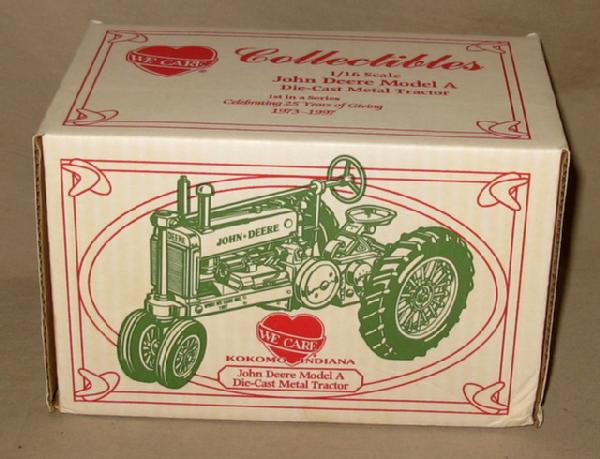 WE CARE®
Collectibles
1/16 Scale
John Deere Model A
Die-Cast Metal Tractor
1st in a Series
Celebrating 25 Years of Giving
1973-1997
DEERE
JOHN DEERE
WE CARE
KOKOMO INDIANA
John Deere Model A
Die-Cast Metal Tractor